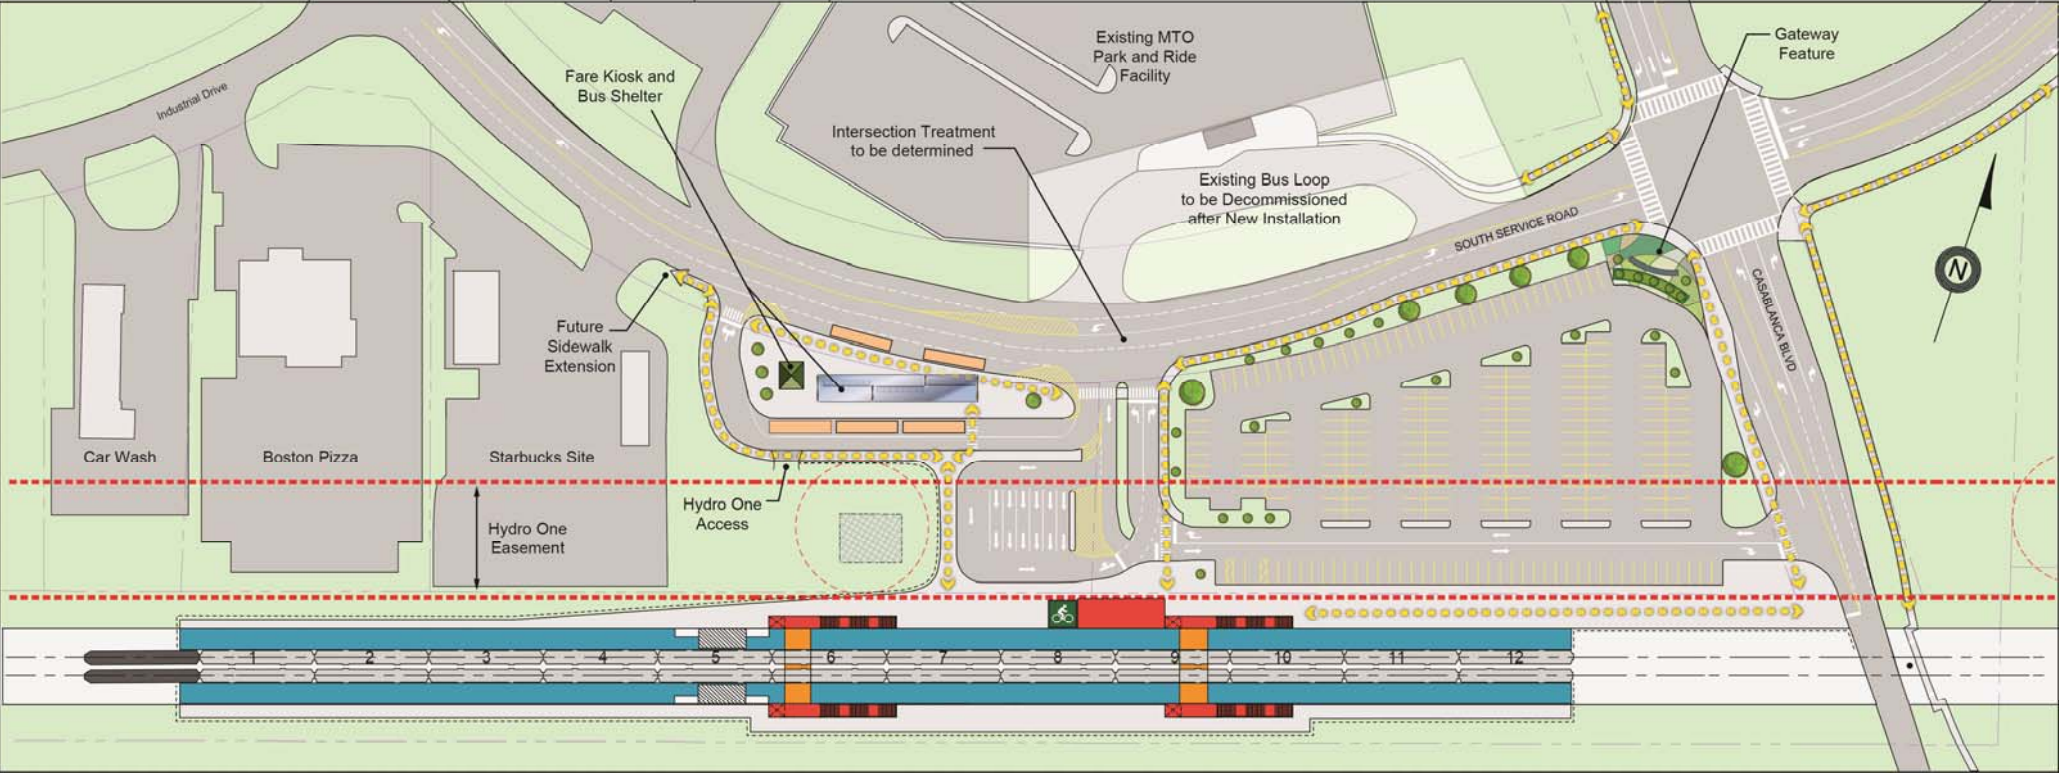 Existing MTO
Park and Ride
Facility
Gateway
Feature
Fare Kiosk and
Bus Shelter
Industrial Drive
Intersection Treatment
to be determined
Existing Bus Loop
to be Decommissioned
after New Installation
SOUTH SERVICE ROAD
N
CASABLANCA BLVD
Future
Sidewalk
Extension
Car Wash
Boston Pizza
Starbucks Site
Hydro One
Access
Hydro One
Easement
1 2 3 4 5 6 7 8 9 10 11 12